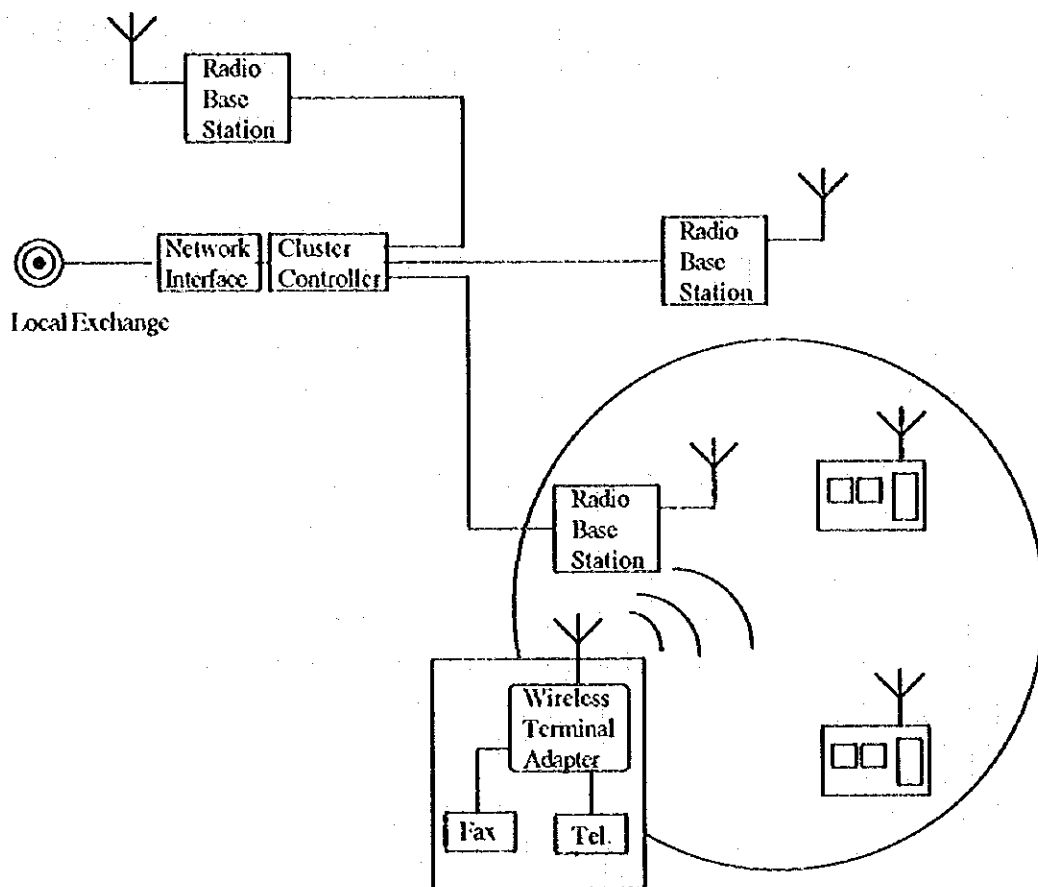 Radio
Base
Station
Network
Interface
Cluster
Controller
Radio
Base
Station
Local Exchange
Radio
Base
Station
Wireless
Terminal
Adapter
Fax
Tel.